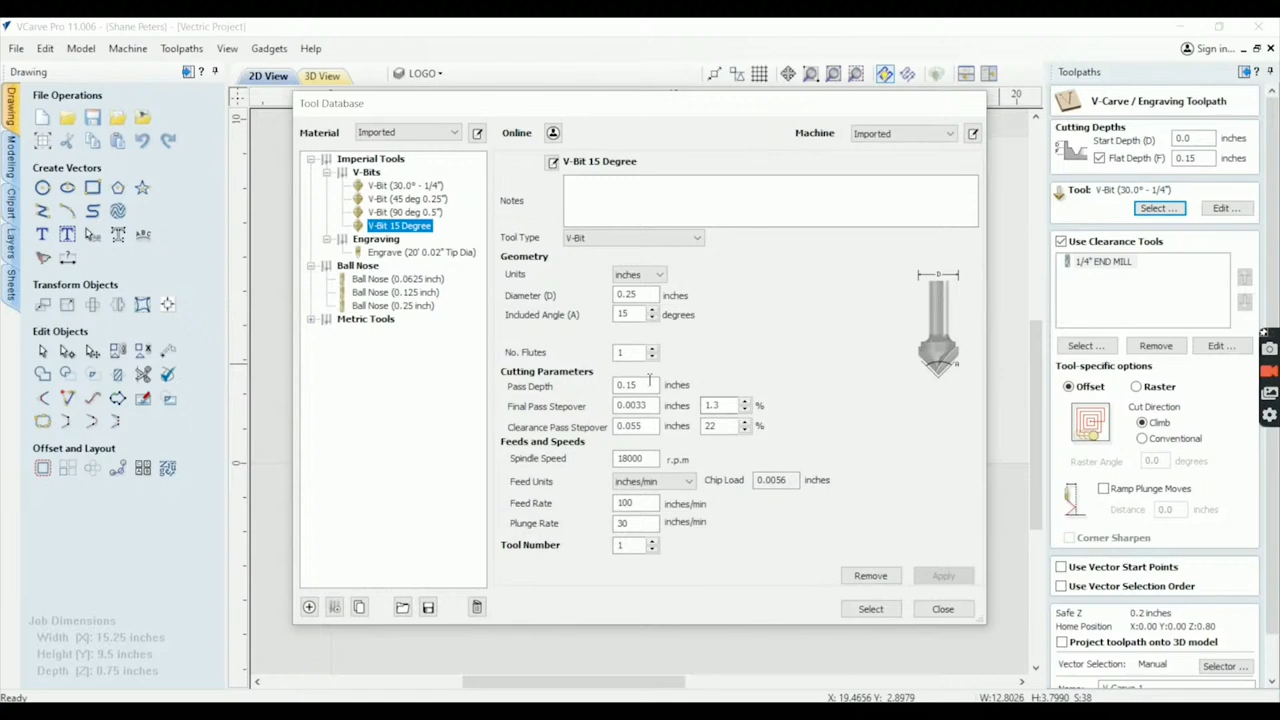 VCarve Pro 11.006 - {Shane Peters} - [Vectric Project]
File Edit Model Machine Toolpaths View Gadgets Help
Sign in...
Drawing
2D View
3D View
LOGO
Toolpaths
File Operations
Create Vectors
Transform Objects
Edit Objects
Offset and Layout
Drawing
Modeling
Clipart
Layers
Sheets
Job Dimensions
Width [X]: 15.25 inches
Height [Y]: 9.5 inches
Depth [Z]: 0.75 inches
Ready
10
0
20
Tool Database
Material
Imported
Online
Machine
Imported
Imperial Tools
V-Bits
V-Bit (30.0° - 1/4")
V-Bit (45 deg 0.25")
V-Bit (90 deg 0.5")
V-Bit 15 Degree
Engraving
Engrave (20' 0.02" Tip Dia)
Ball Nose
Ball Nose (0.0625 inch)
Ball Nose (0.125 inch)
Ball Nose (0.25 inch)
Metric Tools
V-Bit 15 Degree
Notes
Tool Type V-Bit
Geometry
Units inches
Diameter (D) 0.25 inches
Included Angle (A) 15 degrees
No. Flutes 1
D
A
Cutting Parameters
Pass Depth 0.15 inches
Final Pass Stepover 0.0033 inches 1.3 %
Clearance Pass Stepover 0.055 inches 22 %
Feeds and Speeds
Spindle Speed 18000 r.p.m
Feed Units inches/min Chip Load 0.0056 inches
Feed Rate 100 inches/min
Plunge Rate 30 inches/min
Tool Number 1
Remove Apply
Select Close
V-Carve / Engraving Toolpath
Cutting Depths
Start Depth (D) 0.0 inches
Flat Depth (F) 0.15 inches
Tool: V-Bit (30.0° - 1/4")
Select ... Edit ...
Use Clearance Tools
1/4" END MILL
Select ... Remove Edit ...
Tool-specific options
Offset Raster
Cut Direction
Climb
Conventional
Raster Angle 0.0 degrees
Ramp Plunge Moves
Distance 0.0 inches
Corner Sharpen
Use Vector Start Points
Use Vector Selection Order
Safe Z 0.2 inches
Home Position X:0.00 Y:0.00 Z:0.80
Project toolpath onto 3D model
Vector Selection: Manual Selector ...
X: 19.4656 Y: 2.8979
W:12.8026 H:3.7990 S:38